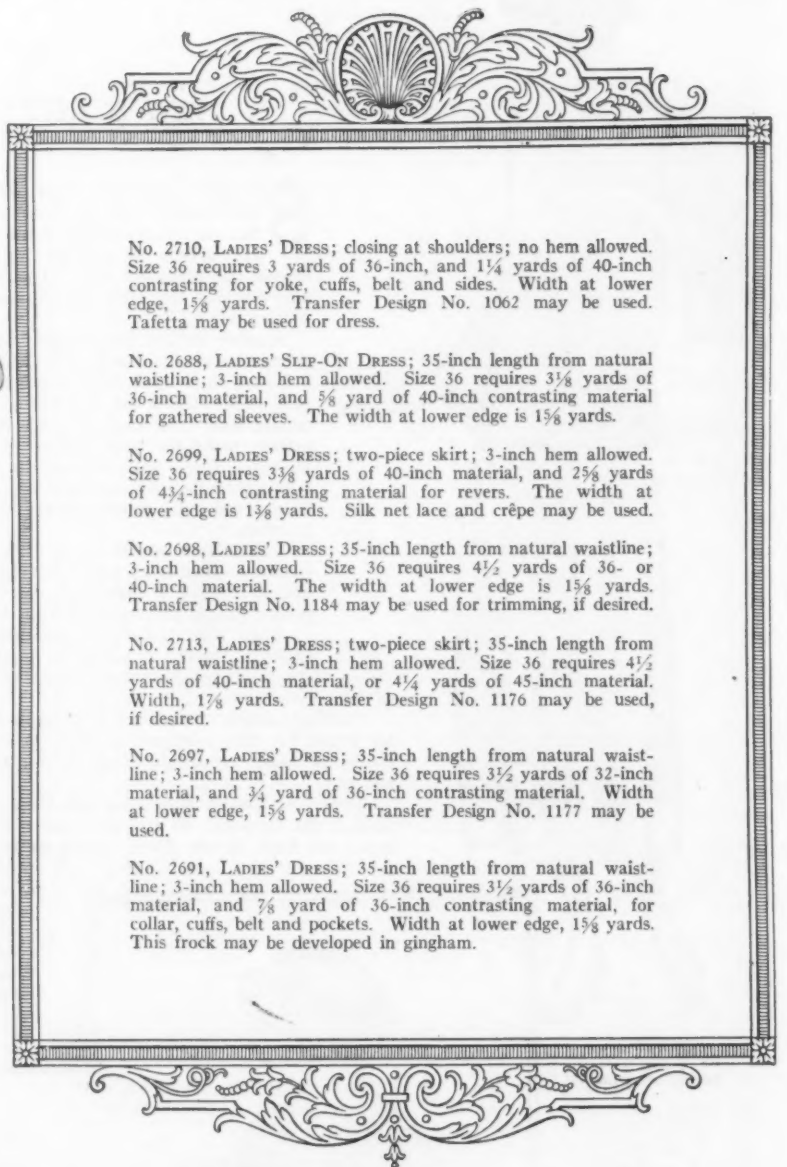 No. 2710, LADIES' DRESS; closing at shoulders; no hem allowed.
Size 36 requires 3 yards of 36-inch, and 1¼ yards of 40-inch
contrasting for yoke, cuffs, belt and sides. Width at lower
edge, 1⅝ yards. Transfer Design No. 1062 may be used.
Tafetta may be used for dress.
No. 2688, LADIES' SLIP-ON DRESS; 35-inch length from natural
waistline; 3-inch hem allowed. Size 36 requires 3⅛ yards of
36-inch material, and ⅝ yard of 40-inch contrasting material
for gathered sleeves. The width at lower edge is 1⅝ yards.
No. 2699, LADIES' DRESS; two-piece skirt; 3-inch hem allowed.
Size 36 requires 3⅜ yards of 40-inch material, and 2⅝ yards
of 4¾-inch contrasting material for revers. The width at
lower edge is 1⅜ yards. Silk net lace and crêpe may be used.
No. 2698, LADIES' DRESS; 35-inch length from natural waistline;
3-inch hem allowed. Size 36 requires 4½ yards of 36- or
40-inch material. The width at lower edge is 1⅝ yards.
Transfer Design No. 1184 may be used for trimming, if desired.
No. 2713, LADIES' DRESS; two-piece skirt; 35-inch length from
natural waistline; 3-inch hem allowed. Size 36 requires 4½
yards of 40-inch material, or 4¼ yards of 45-inch material.
Width, 1⅞ yards. Transfer Design No. 1176 may be used,
if desired.
No. 2697, LADIES' DRESS; 35-inch length from natural waist-
line; 3-inch hem allowed. Size 36 requires 3½ yards of 32-inch
material, and ¾ yard of 36-inch contrasting material. Width
at lower edge, 1⅝ yards. Transfer Design No. 1177 may be
used.
No. 2691, LADIES' DRESS; 35-inch length from natural waist-
line; 3-inch hem allowed. Size 36 requires 3½ yards of 36-inch
material, and ⅞ yard of 36-inch contrasting material, for
collar, cuffs, belt and pockets. Width at lower edge, 1⅝ yards.
This frock may be developed in gingham.